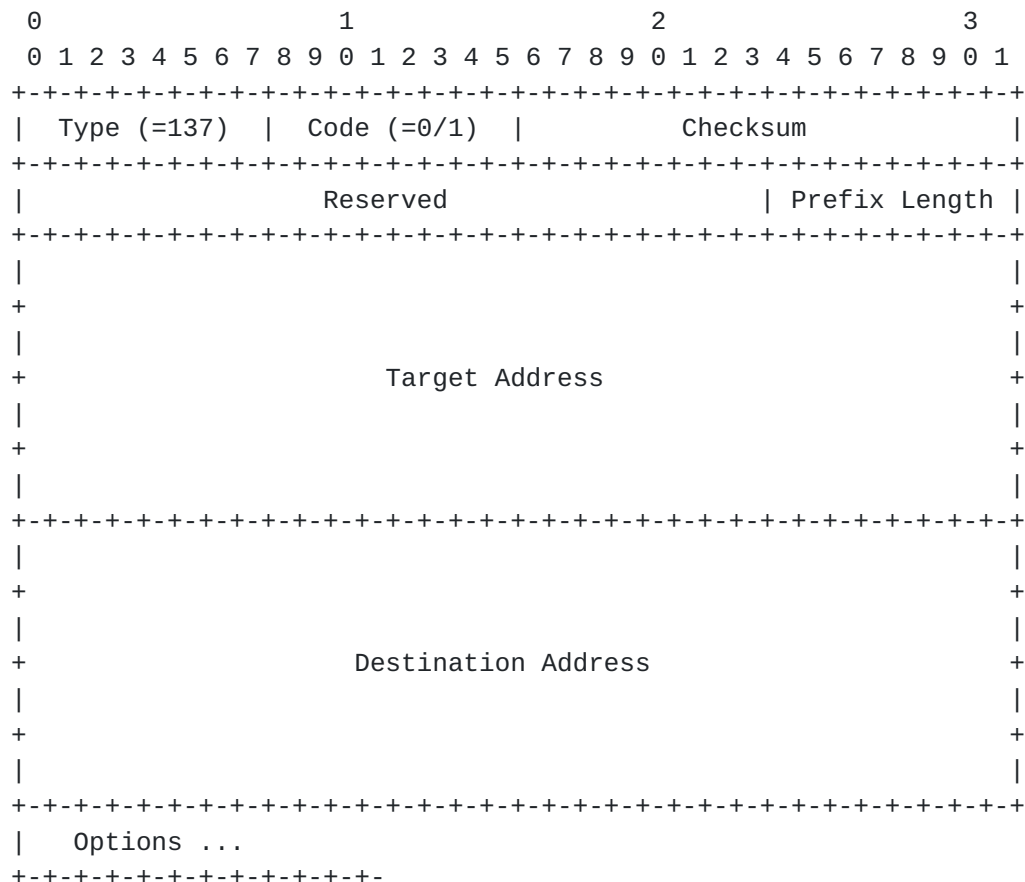 0                   1                   2                   3
 0 1 2 3 4 5 6 7 8 9 0 1 2 3 4 5 6 7 8 9 0 1 2 3 4 5 6 7 8 9 0 1
+-+-+-+-+-+-+-+-+-+-+-+-+-+-+-+-+-+-+-+-+-+-+-+-+-+-+-+-+-+-+-+-+
|  Type (=137)  |  Code (=0/1)  |          Checksum             |
+-+-+-+-+-+-+-+-+-+-+-+-+-+-+-+-+-+-+-+-+-+-+-+-+-+-+-+-+-+-+-+-+
|                   Reserved                    | Prefix Length |
+-+-+-+-+-+-+-+-+-+-+-+-+-+-+-+-+-+-+-+-+-+-+-+-+-+-+-+-+-+-+-+-+
|                                                               |
+                                                               +
|                                                               |
+                       Target Address                          +
|                                                               |
+                                                               +
|                                                               |
+-+-+-+-+-+-+-+-+-+-+-+-+-+-+-+-+-+-+-+-+-+-+-+-+-+-+-+-+-+-+-+-+
|                                                               |
+                                                               +
|                                                               |
+                     Destination Address                       +
|                                                               |
+                                                               +
|                                                               |
+-+-+-+-+-+-+-+-+-+-+-+-+-+-+-+-+-+-+-+-+-+-+-+-+-+-+-+-+-+-+-+-+
|   Options ...
+-+-+-+-+-+-+-+-+-+-+-+-